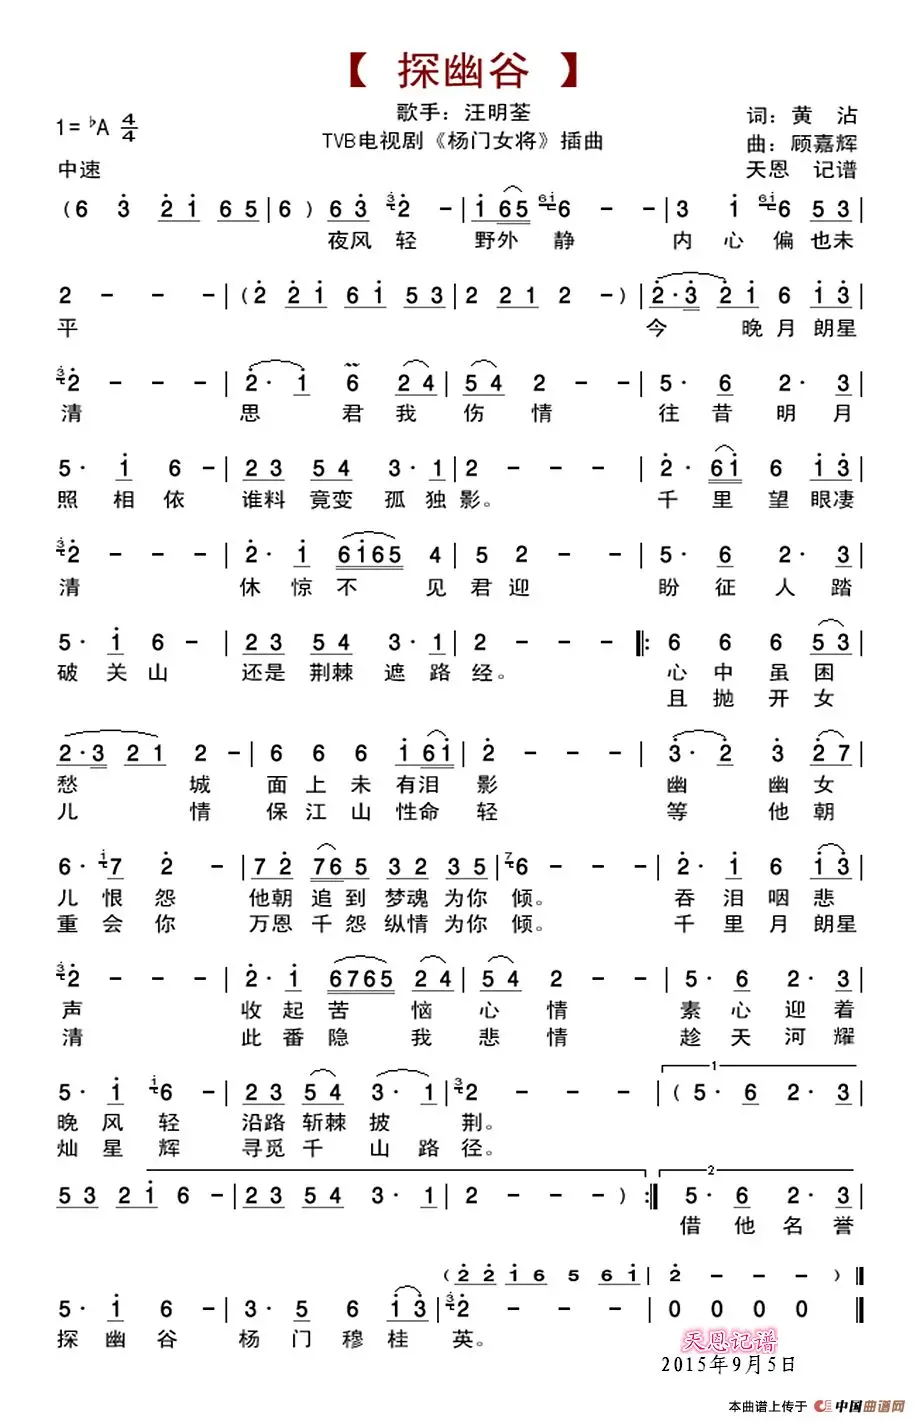 【 探幽谷 】
歌手：汪明荃
1= ♭A 4/4
TVB电视剧《杨门女将》插曲
词：黄 沾
曲：顾嘉辉
中速
天恩 记谱
( 6 3̇ 2̇ 1̇ 6 5 | 6 ) 6 3̇ 3̇ 2̇ - | 1̇ 6 5 6 1̇ 6 - - | 3 1̇ 6 1̇ 6 5 3 |
夜风 轻 野外 静 内 心 偏 也未
2 - - - | ( 2̇ 2̇ 1̇ 6 1̇ 5 3 | 2 2 1 2 - ) | 2̇ · 3̇ 2̇ 1̇ 6 1̇ 3̇ |
平 今 晚 月 朗星
3̇ 2̇ - - - | 2̇ · 1̇ 6 2 4 | 5 4 2 - - | 5 · 6 2 · 3 |
清 思 君 我 伤 情 往 昔 明 月
5 · 1̇ 6 - | 2 3 5 4 3 · 1 | 2 - - - | 2̇ · 6 1̇ 6 1̇ 3̇ |
照 相 依 谁料 竟变 孤 独 影。 千 里 望 眼凄
3̇ 2̇ - - - | 2̇ · 1̇ 6 1̇ 6 5 4 | 5 2 - - | 5 · 6 2 · 3 |
清 休 惊 不 见 君 迎 盼 征 人 踏
5 · 1̇ 6 - | 2 3 5 4 3 · 1 | 2 - - - ‖: 6 6 6 5 3 |
破 关 山 还是 荆棘 遮 路 经。 心 中 虽 困
且 抛 开 女
2 · 3 2 1 2 - | 6 6 6 1̇ 6 1̇ | 2̇ - - - | 3̇ · 2̇ 3̇ 2̇ 7 |
愁 城 面 上 未 有泪 影 幽 幽 女
儿 情 保 江 山 性命 轻 等 他 朝
6 · 1̇ 7 2̇ - | 7 2̇ 7 6 5 3 2 3 5 | 7 6 - - - | 2̇ · 1̇ 6 1̇ 3̇ |
儿 恨 怨 他朝 追 到 梦魂 为你 倾。 吞 泪 咽 悲
重 会 你 万恩 千 怨 纵情 为你 倾。 千 里 月 朗星
3̇ 2̇ - - - | 2̇ · 1̇ 6 7 6 5 2 4 | 5 4 2 - - | 5 · 6 2 · 3 |
声 收 起 苦 恼 心 情 素 心 迎 着
清 此 番 隐 我 悲 情 趁 天 河 耀
1
5 · 1̇ 1̇ 6 - | 2 3 5 4 3 · 1 | 3 2 - - - | ( 5 · 6 2 · 3 |
晚 风 轻 沿路 斩棘 披 荆。
灿 星 辉 寻觅 千 山 路 径。
2
5 3 2 1̇ 6 - | 2 3 5 4 3 · 1 | 2 - - - ) :‖ 5 · 6 2 · 3 |
借 他 名 誉
( 2̇ 2̇ 1̇ 6 5 6 1̇ | 2̇ - - - ) ‖
5 · 1̇ 6 - | 3 · 5 6 1̇ 3̇ | 3̇ 2̇ - - - | 0 0 0 0 ‖
探 幽 谷 杨 门 穆 桂 英。
天恩记谱
2015年9月5日
本曲谱上传于 中国曲谱网